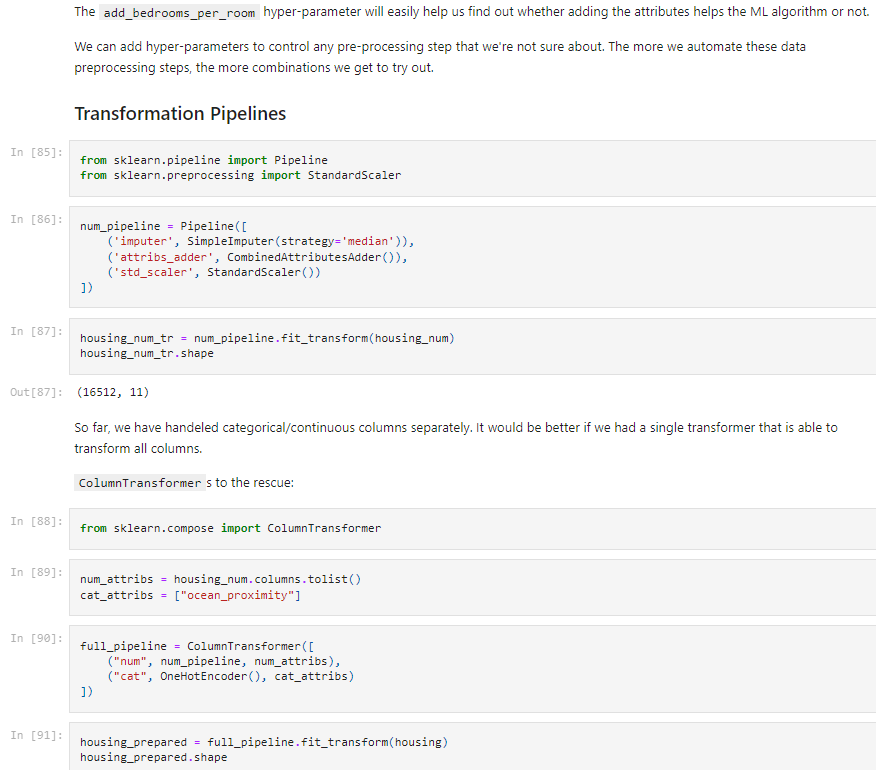 The add_bedrooms_per_room hyper-parameter will easily help us find out whether adding the attributes helps the ML algorithm or not.
We can add hyper-parameters to control any pre-processing step that we're not sure about. The more we automate these data
preprocessing steps, the more combinations we get to try out.
Transformation Pipelines
In [85]:
from sklearn.pipeline import Pipeline
from sklearn.preprocessing import StandardScaler
In [86]:
num_pipeline = Pipeline([
    ('imputer', SimpleImputer(strategy='median')),
    ('attribs_adder', CombinedAttributesAdder()),
    ('std_scaler', StandardScaler())
])
In [87]:
housing_num_tr = num_pipeline.fit_transform(housing_num)
housing_num_tr.shape
Out[87]: (16512, 11)
So far, we have handeled categorical/continuous columns separately. It would be better if we had a single transformer that is able to
transform all columns.
ColumnTransformer s to the rescue:
In [88]:
from sklearn.compose import ColumnTransformer
In [89]:
num_attribs = housing_num.columns.tolist()
cat_attribs = ["ocean_proximity"]
In [90]:
full_pipeline = ColumnTransformer([
    ("num", num_pipeline, num_attribs),
    ("cat", OneHotEncoder(), cat_attribs)
])
In [91]:
housing_prepared = full_pipeline.fit_transform(housing)
housing_prepared.shape